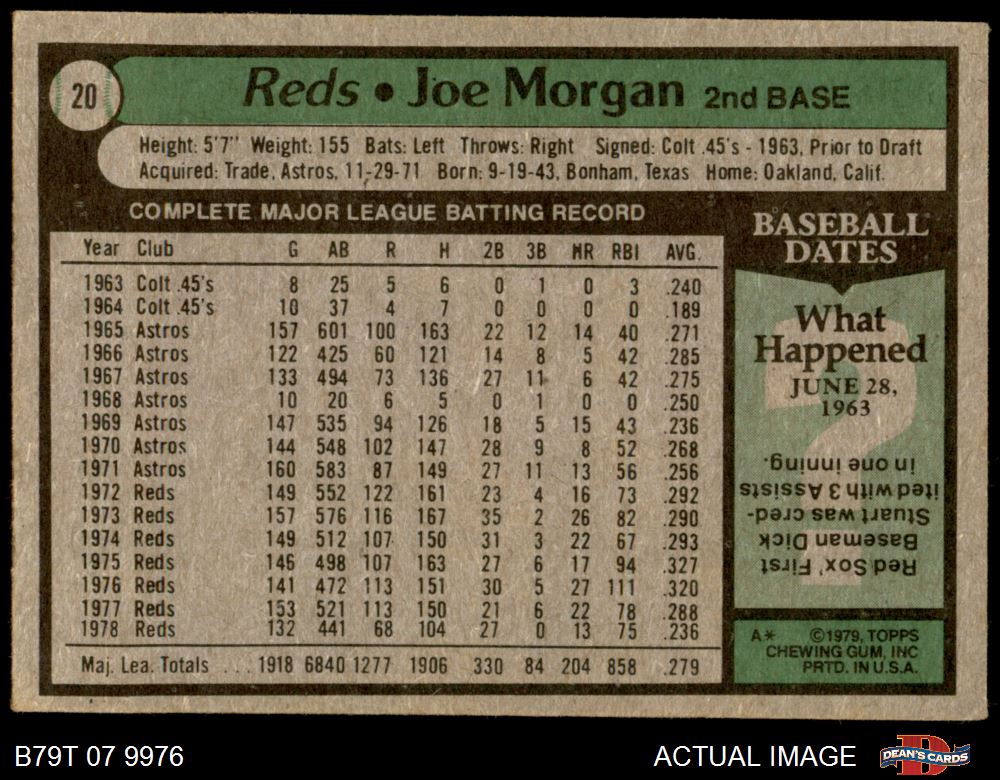 20
Reds • Joe Morgan 2nd BASE
Height: 5'7" Weight: 155 Bats: Left Throws: Right Signed: Colt .45's - 1963, Prior to Draft
Acquired: Trade, Astros, 11-29-71 Born: 9-19-43, Bonham, Texas Home: Oakland, Calif.
COMPLETE MAJOR LEAGUE BATTING RECORD
Year Club G AB R H 2B 3B HR RBI AVG.
1963 Colt .45's 8 25 5 6 0 1 0 3 .240
1964 Colt .45's 10 37 4 7 0 0 0 0 .189
1965 Astros 157 601 100 163 22 12 14 40 .271
1966 Astros 122 425 60 121 14 8 5 42 .285
1967 Astros 133 494 73 136 27 11 6 42 .275
1968 Astros 10 20 6 5 0 1 0 0 .250
1969 Astros 147 535 94 126 18 5 15 43 .236
1970 Astros 144 548 102 147 28 9 8 52 .268
1971 Astros 160 583 87 149 27 11 13 56 .256
1972 Reds 149 552 122 161 23 4 16 73 .292
1973 Reds 157 576 116 167 35 2 26 82 .290
1974 Reds 149 512 107 150 31 3 22 67 .293
1975 Reds 146 498 107 163 27 6 17 94 .327
1976 Reds 141 472 113 151 30 5 27 111 .320
1977 Reds 153 521 113 150 21 6 22 78 .288
1978 Reds 132 441 68 104 27 0 13 75 .236
Maj. Lea. Totals . . . 1918 6840 1277 1906 330 84 204 858 .279
BASEBALL
DATES
What
Happened
JUNE 28,
1963
?
Red Sox' First
Baseman Dick
Stuart was cred-
ited with 3 Assists
in one inning.
A* ©1979, TOPPS
CHEWING GUM, INC
PRTD. IN U.S.A.
B79T 07 9976
ACTUAL IMAGE
D
DEAN'S CARDS